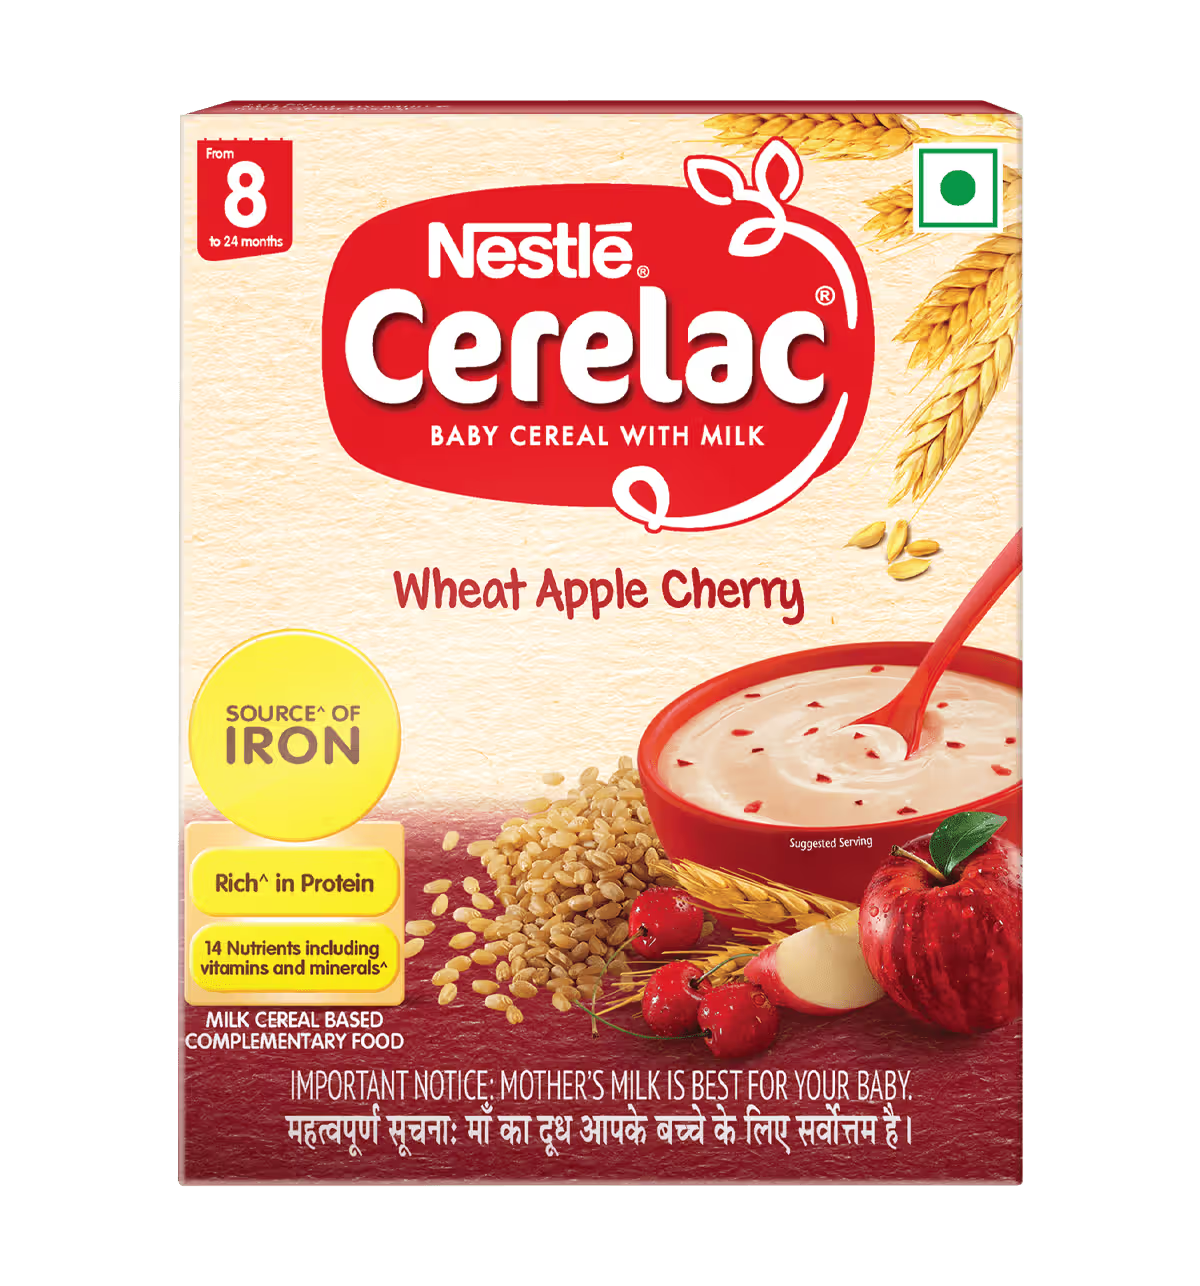 From
8
to 24 months
Nestlé®
Cerelac®
BABY CEREAL WITH MILK
Wheat Apple Cherry
SOURCE^ OF
IRON
Rich^ in Protein
14 Nutrients including
vitamins and minerals^
MILK CEREAL BASED
COMPLEMENTARY FOOD
Suggested Serving
IMPORTANT NOTICE: MOTHER'S MILK IS BEST FOR YOUR BABY.
महत्वपूर्ण सूचना: माँ का दूध आपके बच्चे के लिए सर्वोत्तम है।